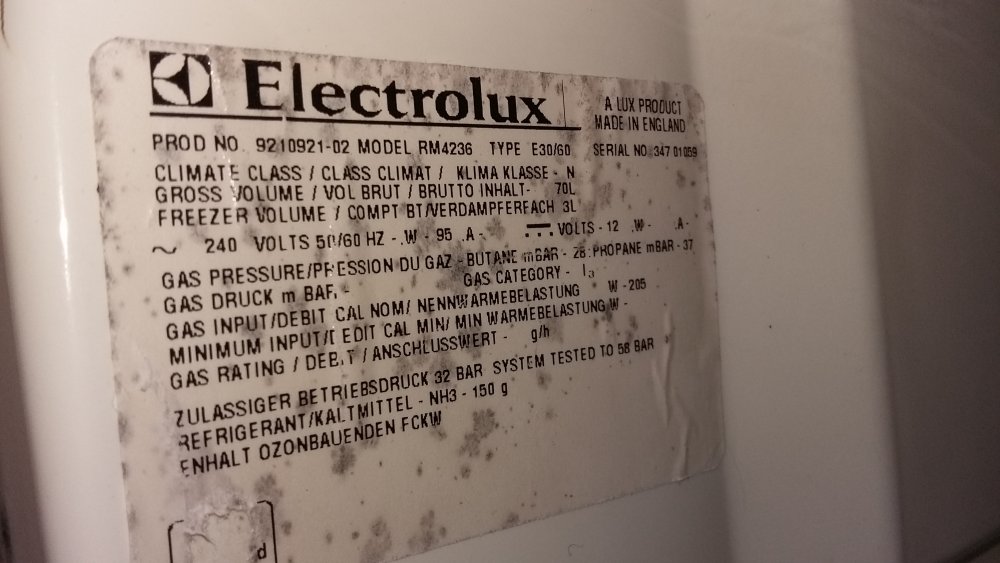 Electrolux
A LUX PRODUCT
MADE IN ENGLAND
PROD NO. 9210921-02 MODEL RM4236 TYPE E30/60 SERIAL NO. 347 01059
CLIMATE CLASS / CLASS CLIMAT / KLIMA KLASSE - N
GROSS VOLUME / VOL BRUT / BRUTTO INHALT- 70L
FREEZER VOLUME / COMPT BT/VERDAMPFERFACH 3L
~ 240 VOLTS 50/60 HZ - .W - 95 .A - VOLTS - 12 .W- .A-
GAS PRESSURE/PRESSION DU GAZ - BUTANE mBAR - 28 : PROPANE mBAR - 37
GAS DRUCK m BAR, - GAS CATEGORY - I3
GAS INPUT/DEBIT CAL NOM/ NENNWARMEBELASTUNG W - 205
MINIMUM INPUT/DEBIT CAL MIN/ MIN WARMEBELASTUNG W -
GAS RATING / DEBIT / ANSCHLUSSWERT - g/h
ZULASSIGER BETRIEBSDRUCK 32 BAR SYSTEM TESTED TO 58 BAR
REFRIGERANT/KALTMITTEL - NH3 - 150 g
ENHALT OZONBAUENDEN FCKW
d